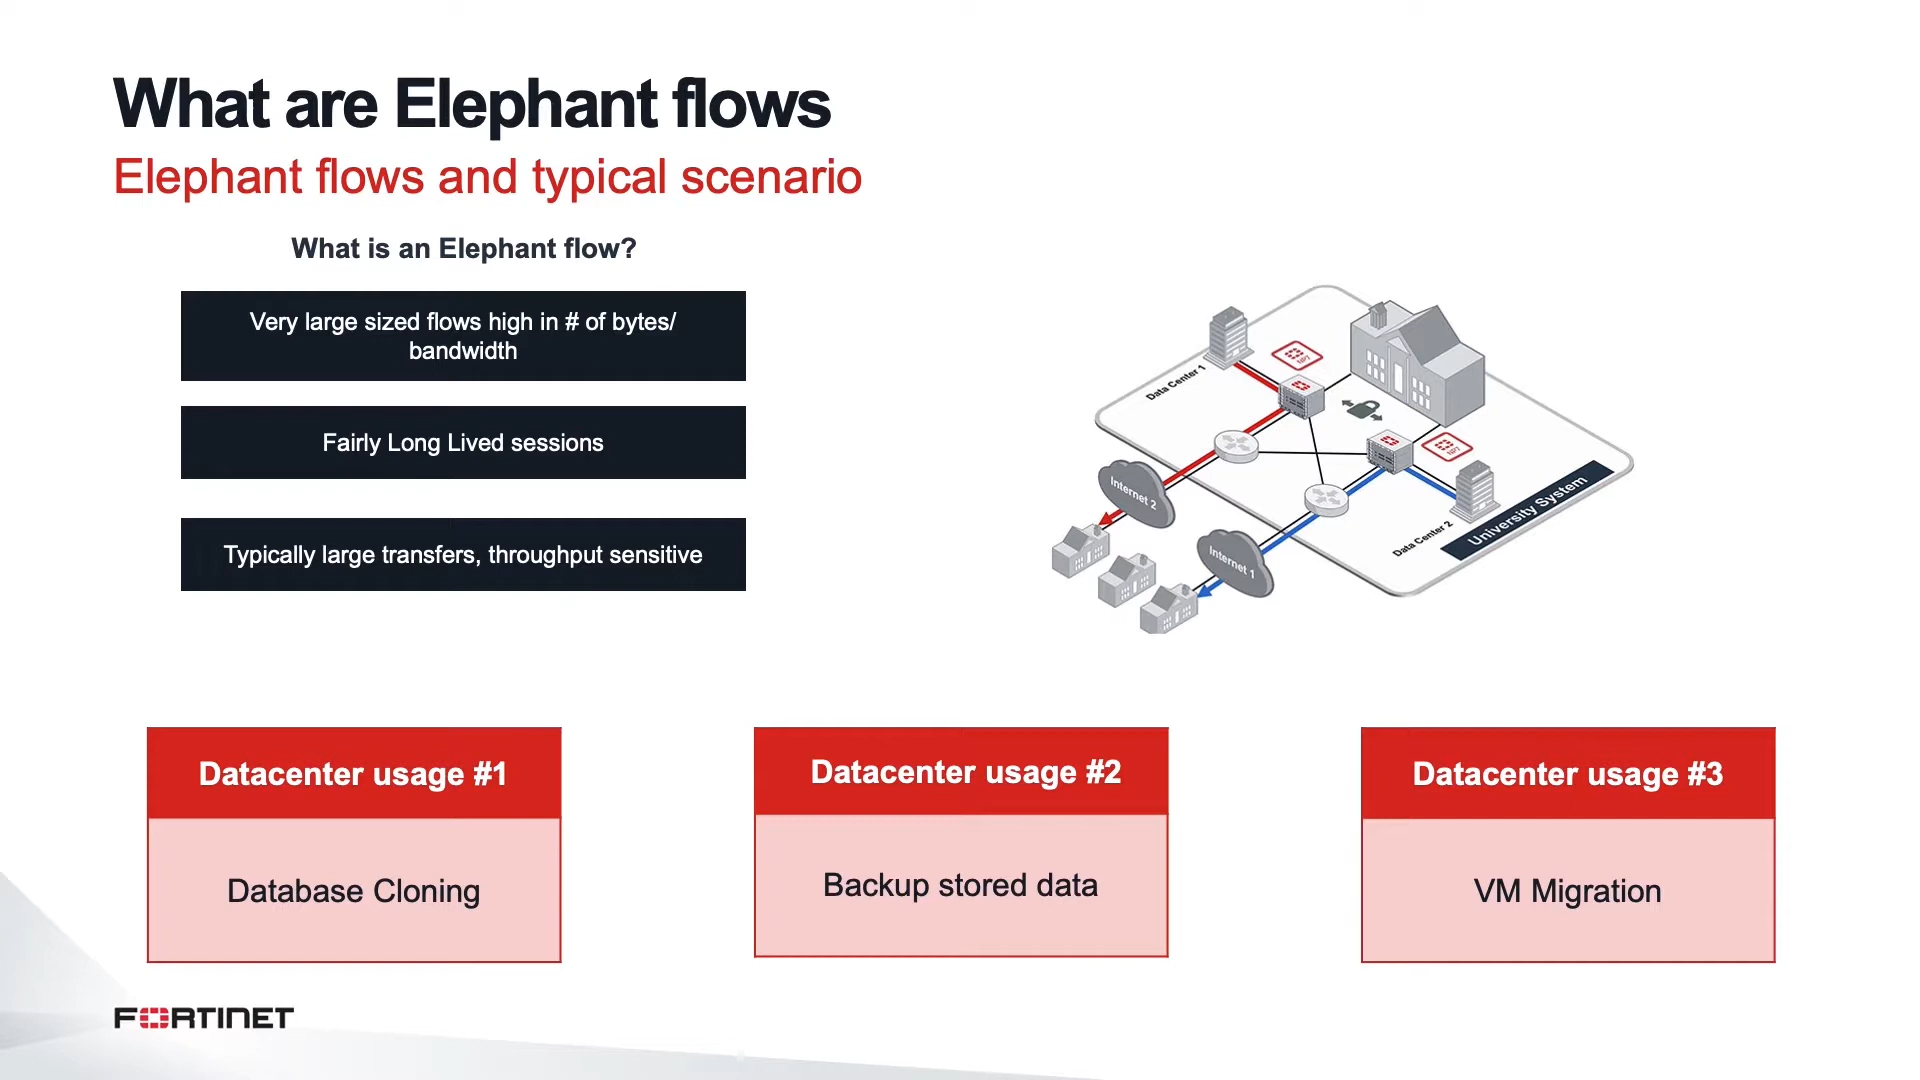 What are Elephant flows
Elephant flows and typical scenario
What is an Elephant flow?
Very large sized flows high in # of bytes/
bandwidth
Fairly Long Lived sessions
Typically large transfers, throughput sensitive
Data Center 1
NP7
NP7
Internet 2
Internet 1
Data Center 2
University System
Datacenter usage #1
Database Cloning
Datacenter usage #2
Backup stored data
Datacenter usage #3
VM Migration
FORTINET